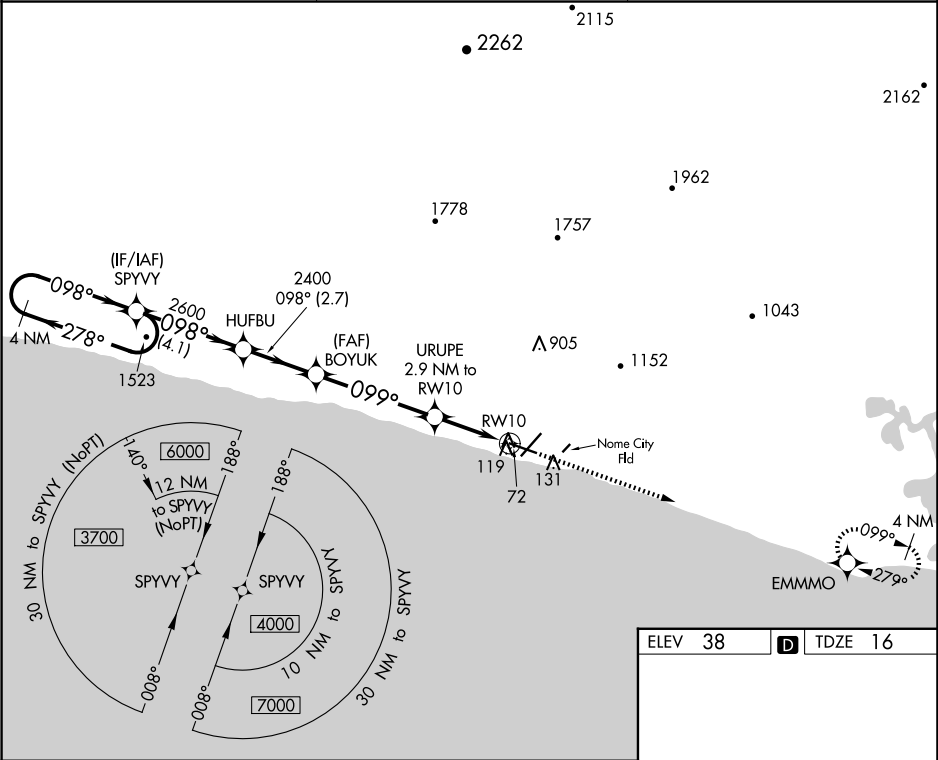 2115
2262
2162
1962
1778
1757
(IF/IAF)
SPYVY
2400
098° (2.7)
098°
2600
098°
(4.1)
HUFBU
278°
4 NM
1523
(FAF)
BOYUK
1043
905
URUPE
2.9 NM to
RW10
1152
099°
RW10
Nome City
Fld
119
131
72
30 NM to SPYVY (NoPT)
140°
6000
188°
12 NM
to SPYVY
(NoPT)
3700
SPYVY
008°
188°
SPYVY
4000
10 NM to SPYVY
30 NM to SPYVY
7000
008°
4 NM
099°
279°
EMMMO
ELEV 38 D TDZE 16